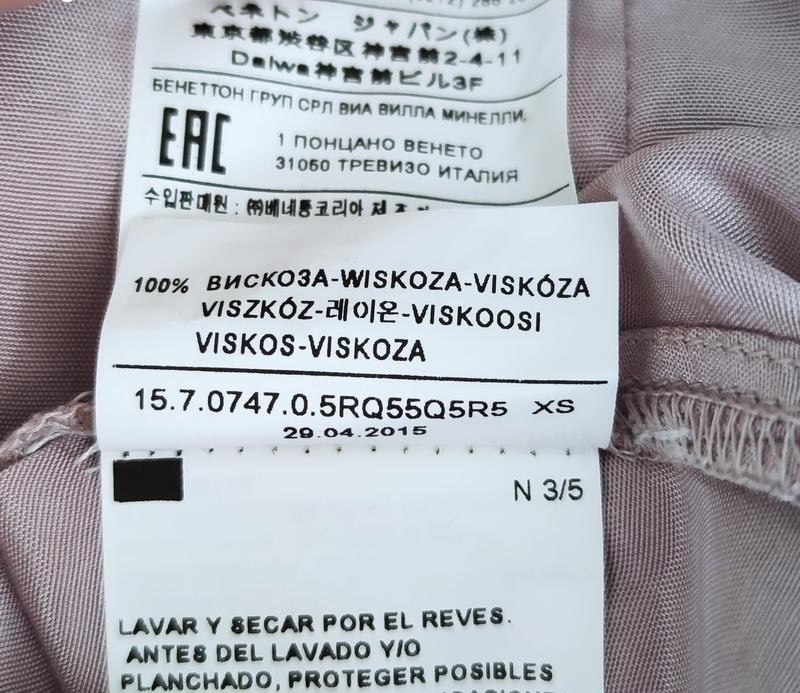 ベネトン ジャパン(株)
東京都渋谷区神宮前2-4-11
Daiwa神宮前ビル3F
БЕНЕТТОН ГРУП СРЛ ВИА ВИЛЛА МИНЕЛЛИ,
EAC
1 ПОНЦАНО ВЕНЕТО
31050 ТРЕВИЗО ИТАЛИЯ
수입판매원 : ㈜베네통코리아 제조
100% ВИСКОЗА-WISKOZA-VISKÓZA
VISZKÓZ-레이온-VISKOOSI
VISKOS-VISKOZA
15.7.0747.0.5RQ55Q5R5 XS
29.04.2015
N 3/5
LAVAR Y SECAR POR EL REVES.
ANTES DEL LAVADO Y/O
PLANCHADO, PROTEGER POSIBLES